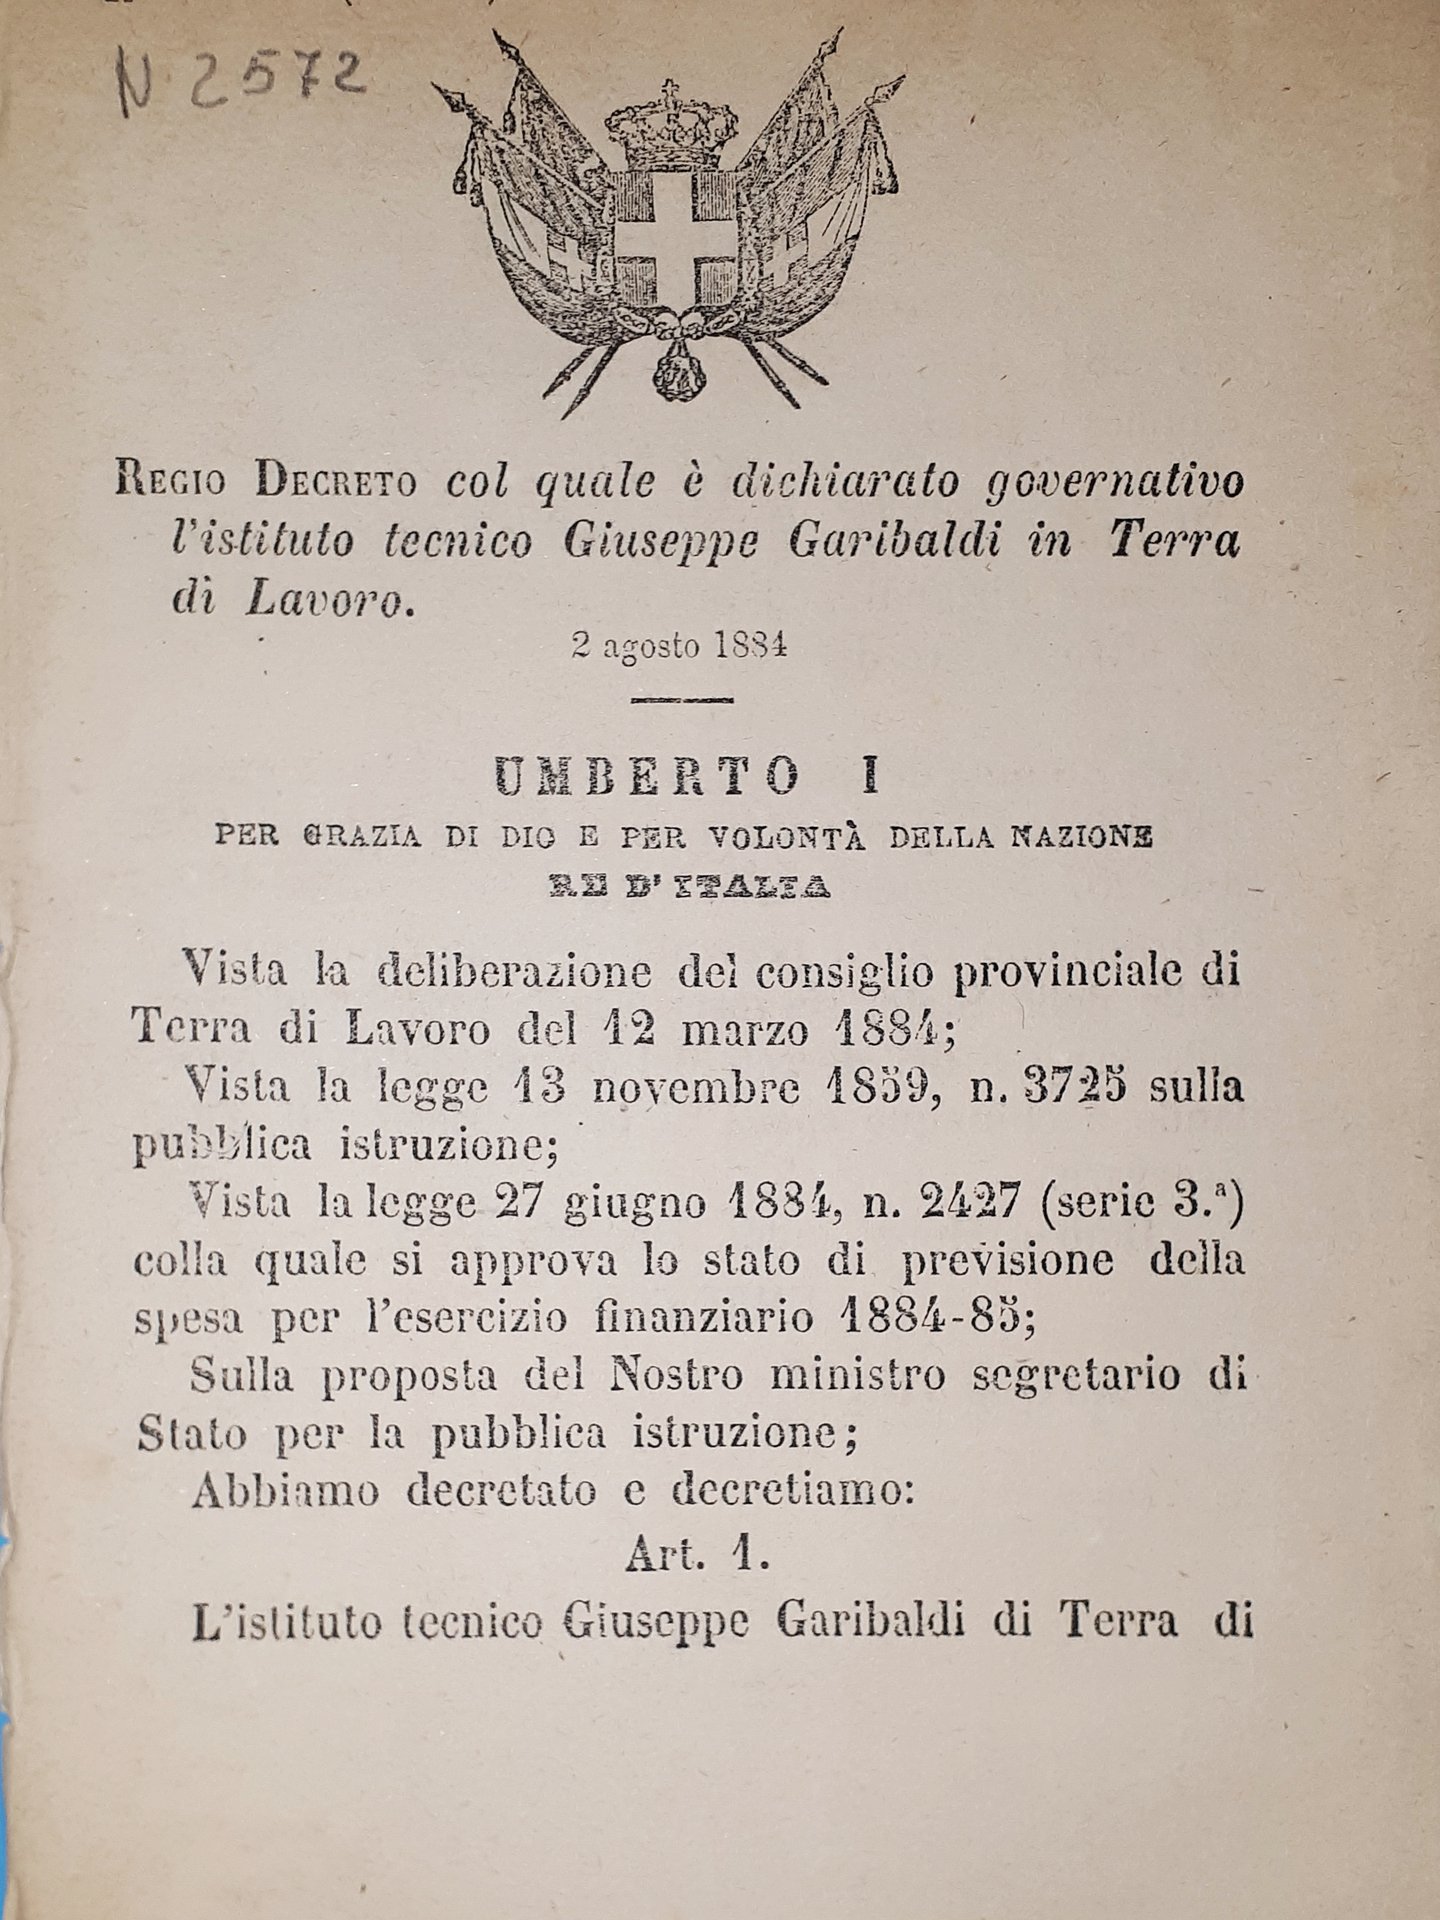 N 2572
REGIO DECRETO col quale è dichiarato governativo
l'istituto tecnico Giuseppe Garibaldi in Terra
di Lavoro.
2 agosto 1884
UMBERTO I
PER GRAZIA DI DIO E PER VOLONTÀ DELLA NAZIONE
RE D'ITALIA
Vista la deliberazione del consiglio provinciale di
Terra di Lavoro del 12 marzo 1884;
Vista la legge 13 novembre 1859, n. 3725 sulla
pubblica istruzione;
Vista la legge 27 giugno 1884, n. 2427 (serie 3.ª)
colla quale si approva lo stato di previsione della
spesa per l'esercizio finanziario 1884-85;
Sulla proposta del Nostro ministro segretario di
Stato per la pubblica istruzione;
Abbiamo decretato e decretiamo:
Art. 1.
L'istituto tecnico Giuseppe Garibaldi di Terra di